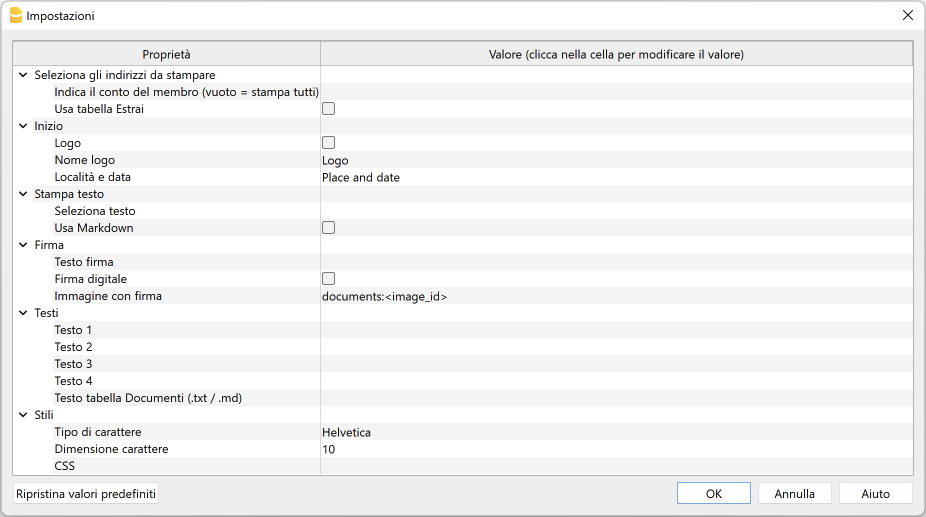 Impostazioni
Proprietà Valore (clicca nella cella per modificare il valore)
Seleziona gli indirizzi da stampare
Indica il conto del membro (vuoto = stampa tutti)
Usa tabella Estrai
Inizio
Logo
Nome logo Logo
Località e data Place and date
Stampa testo
Seleziona testo
Usa Markdown
Firma
Testo firma
Firma digitale
Immagine con firma documents:<image_id>
Testi
Testo 1
Testo 2
Testo 3
Testo 4
Testo tabella Documenti (.txt / .md)
Stili
Tipo di carattere Helvetica
Dimensione carattere 10
CSS
Ripristina valori predefiniti OK Annulla Aiuto